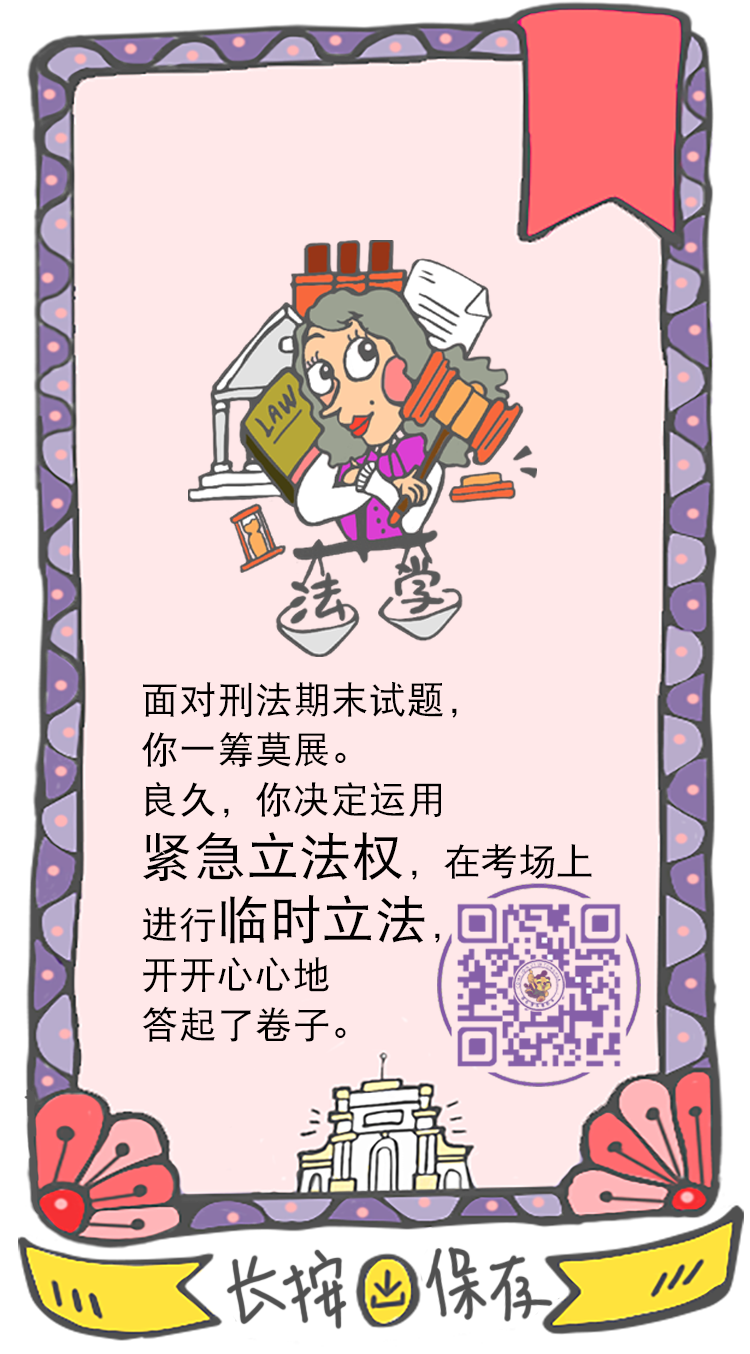 LAW
法 学
面对刑法期末试题，
你一筹莫展。
良久，你决定运用
紧急立法权，在考场上
进行临时立法，
开开心心地
答起了卷子。
长按 保存